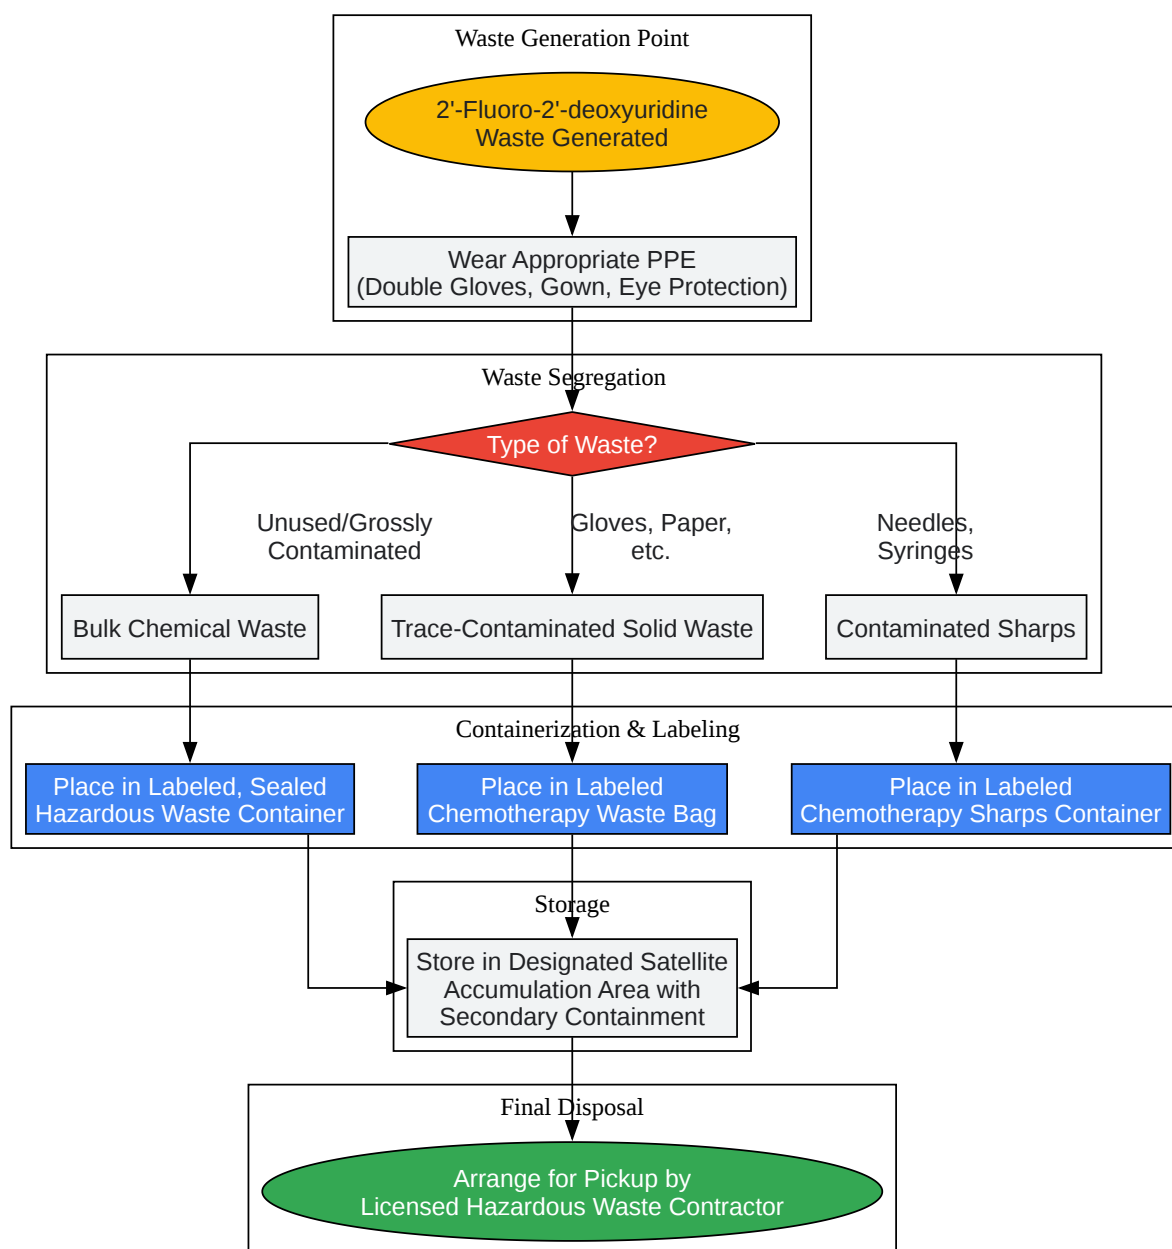 Waste Generation Point
2'-Fluoro-2'-deoxyuridine
Waste Generated
Wear Appropriate PPE
(Double Gloves, Gown, Eye Protection)
Waste Segregation
Type of Waste?
Unused/Grossly
Contaminated
Gloves, Paper,
etc.
Needles,
Syringes
Bulk Chemical Waste
Trace-Contaminated Solid Waste
Contaminated Sharps
Containerization & Labeling
Place in Labeled, Sealed
Hazardous Waste Container
Place in Labeled
Chemotherapy Waste Bag
Place in Labeled
Chemotherapy Sharps Container
Storage
Store in Designated Satellite
Accumulation Area with
Secondary Containment
Final Disposal
Arrange for Pickup by
Licensed Hazardous Waste Contractor